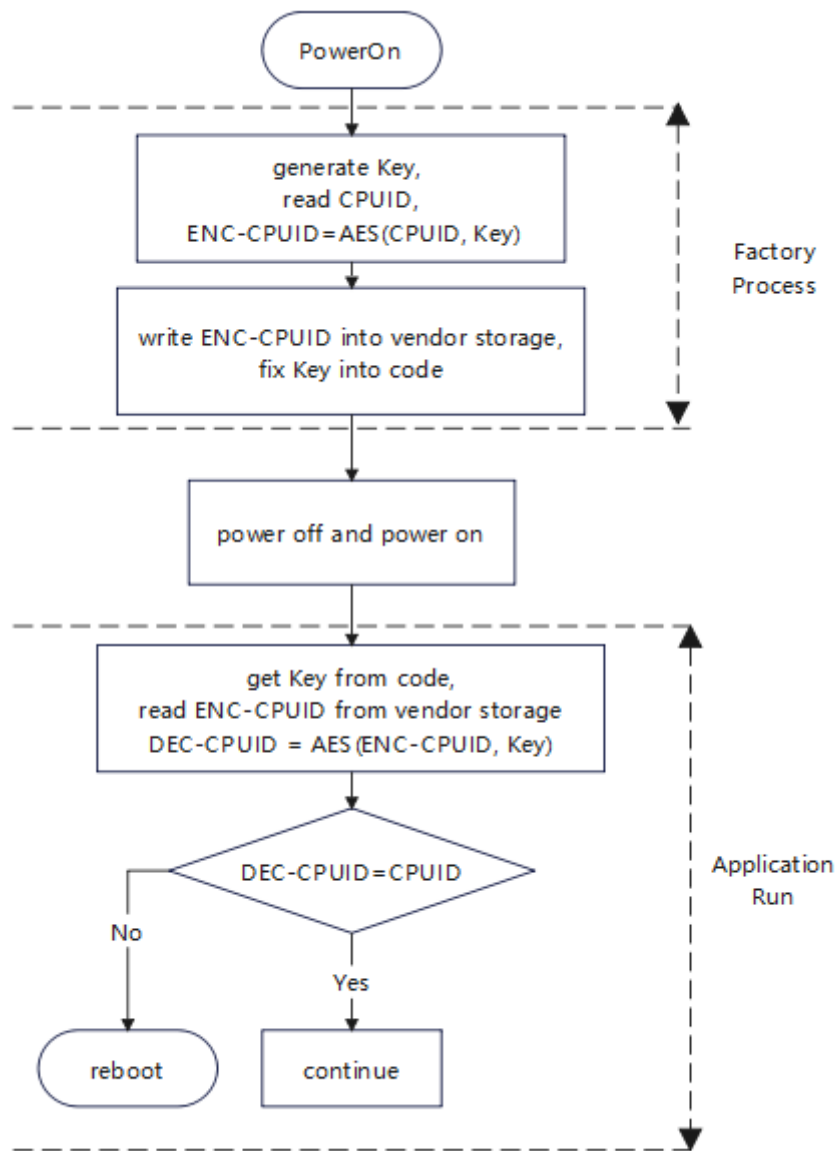 PowerOn
generate Key,
read CPUID,
ENC-CPUID=AES(CPUID, Key)
Factory
Process
write ENC-CPUID into vendor storage,
fix Key into code
power off and power on
get Key from code,
read ENC-CPUID from vendor storage
DEC-CPUID = AES(ENC-CPUID, Key)
DEC-CPUID=CPUID
Application
Run
No
Yes
reboot
continue